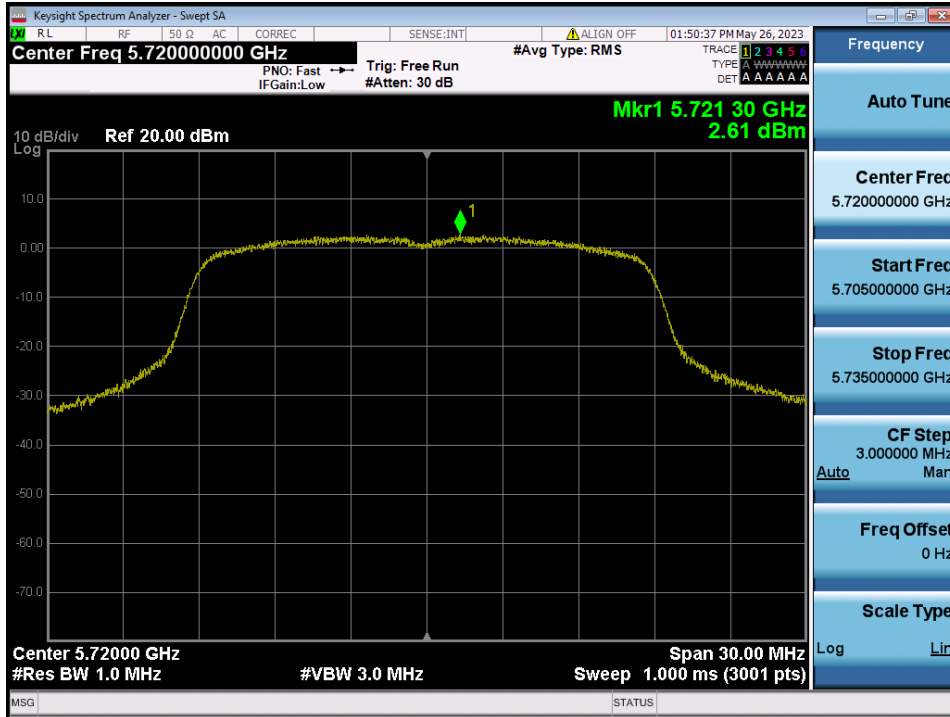 Keysight Spectrum Analyzer - Swept SA
LXI RL RF 50 Ω AC CORREC SENSE:INT ALIGN OFF 01:50:37 PM May 26, 2023
Center Freq 5.720000000 GHz
PNO: Fast
IFGain:Low
Trig: Free Run
#Atten: 30 dB
#Avg Type: RMS
TRACE 1 2 3 4 5 6
TYPE A WWWWW
DET A A A A A A
Mkr1 5.721 30 GHz
2.61 dBm
10 dB/div
Log
Ref 20.00 dBm
1
10.0
0.00
-10.0
-20.0
-30.0
-40.0
-50.0
-60.0
-70.0
Center 5.72000 GHz
Span 30.00 MHz
#Res BW 1.0 MHz
#VBW 3.0 MHz
Sweep 1.000 ms (3001 pts)
MSG
STATUS
Frequency
Auto Tune
Center Freq
5.720000000 GHz
Start Freq
5.705000000 GHz
Stop Freq
5.735000000 GHz
CF Step
3.000000 MHz
Auto Man
Freq Offset
0 Hz
Scale Type
Log Lin